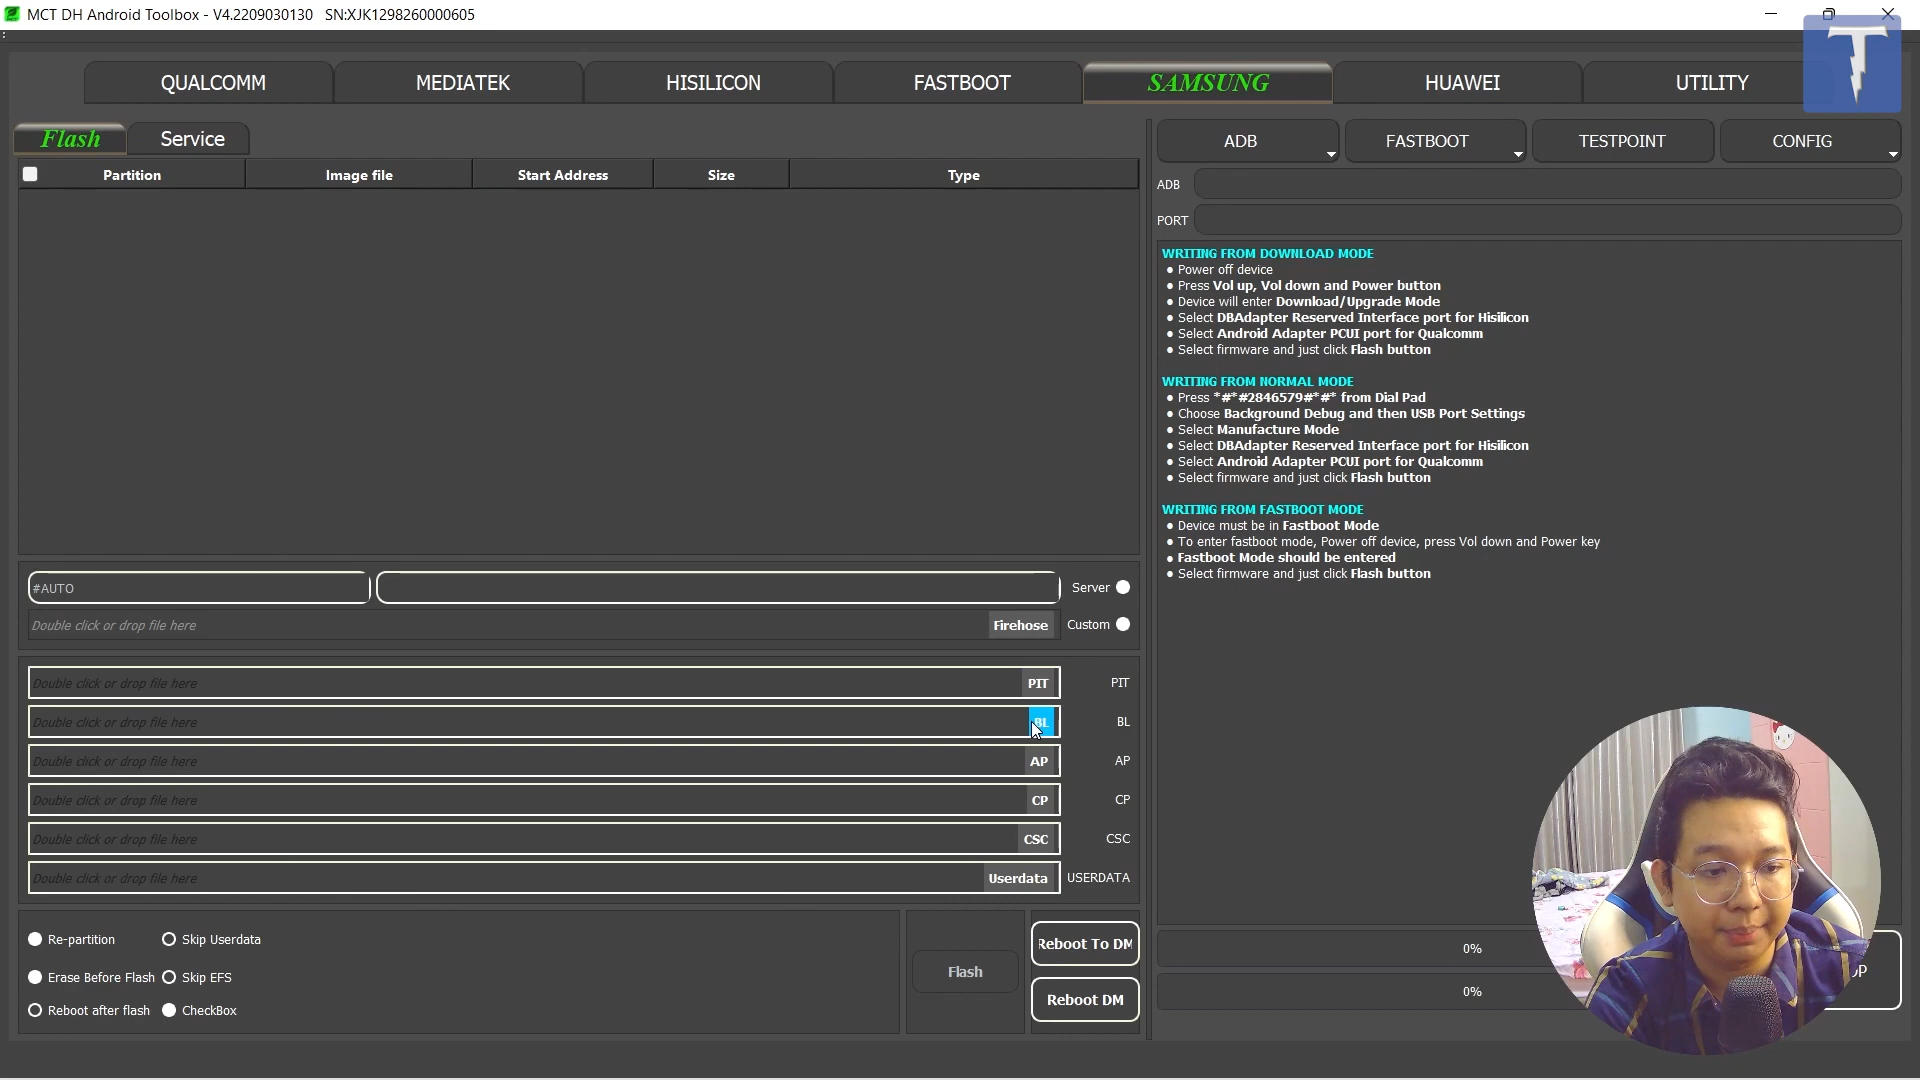 MCT DH Android Toolbox - V4.2209030130 SN:XJK1298260000605
QUALCOMM MEDIATEK HISILICON FASTBOOT SAMSUNG HUAWEI UTILITY
Flash Service
Partition Image file Start Address Size Type
ADB FASTBOOT TESTPOINT CONFIG
ADB
PORT
WRITING FROM DOWNLOAD MODE
● Power off device
● Press Vol up, Vol down and Power button
● Device will enter Download/Upgrade Mode
● Select DBAdapter Reserved Interface port for Hisilicon
● Select Android Adapter PCUI port for Qualcomm
● Select firmware and just click Flash button
WRITING FROM NORMAL MODE
● Press *#*#2846579#*#* from Dial Pad
● Choose Background Debug and then USB Port Settings
● Select Manufacture Mode
● Select DBAdapter Reserved Interface port for Hisilicon
● Select Android Adapter PCUI port for Qualcomm
● Select firmware and just click Flash button
WRITING FROM FASTBOOT MODE
● Device must be in Fastboot Mode
● To enter fastboot mode, Power off device, press Vol down and Power key
● Fastboot Mode should be entered
● Select firmware and just click Flash button
#AUTO Server
Double click or drop file here Firehose Custom
Double click or drop file here PIT PIT
Double click or drop file here BL BL
Double click or drop file here AP AP
Double click or drop file here CP CP
Double click or drop file here CSC CSC
Double click or drop file here Userdata USERDATA
Re-partition Skip Userdata
Erase Before Flash Skip EFS
Reboot after flash CheckBox
Flash
Reboot To DM
Reboot DM
0%
0%
T